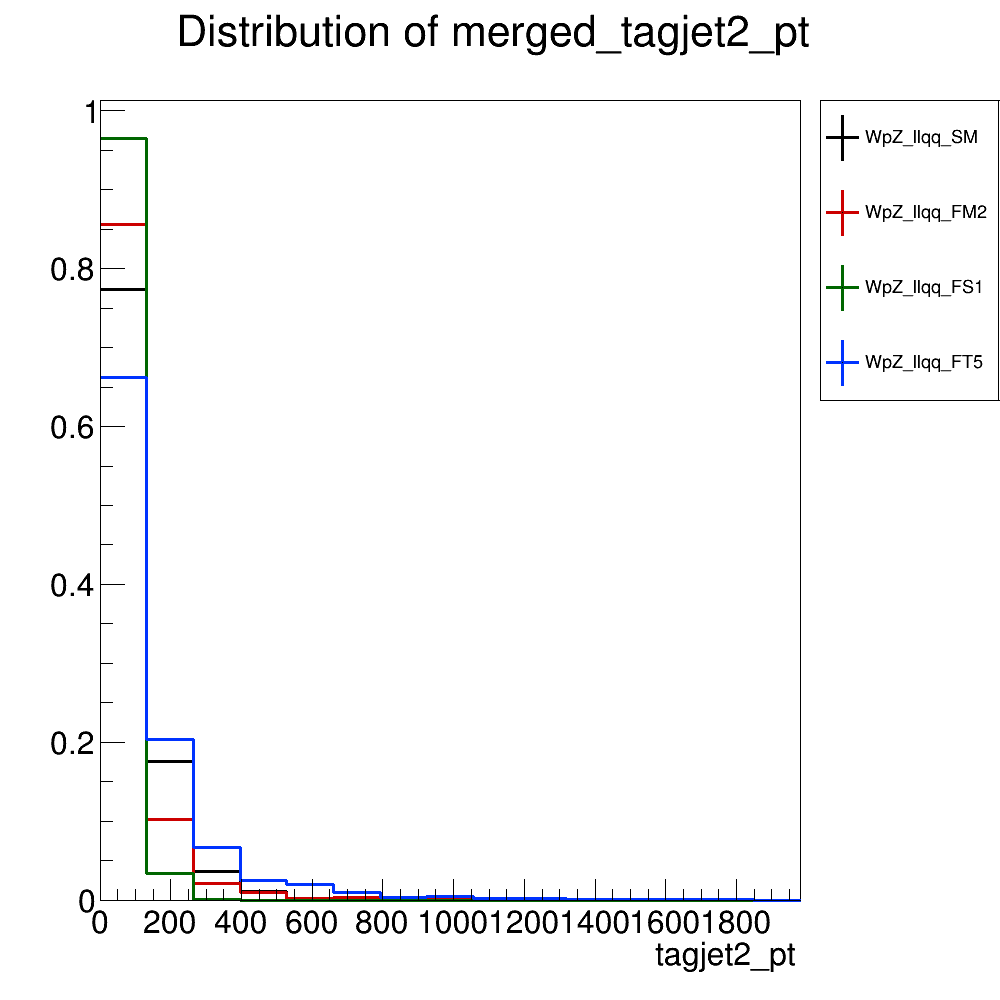 Distribution of merged_tagjet2_pt
1
0.8
0.6
0.4
0.2
0
0 200 400 600 800 1000 1200 1400 1600 1800
tagjet2_pt
WpZ_llqq_SM
WpZ_llqq_FM2
WpZ_llqq_FS1
WpZ_llqq_FT5